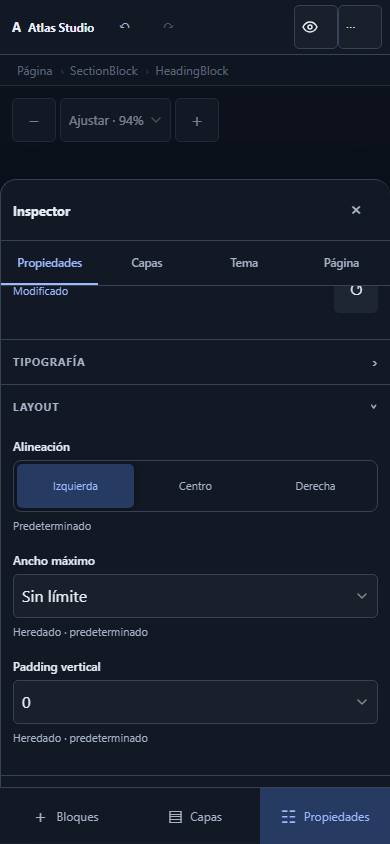 A Atlas Studio
...
Página › SectionBlock › HeadingBlock
− Ajustar · 94% +
Inspector ×
Propiedades Capas Tema Página
Modificado
TIPOGRAFÍA
LAYOUT
Alineación
Izquierda Centro Derecha
Predeterminado
Ancho máximo
Sin límite
Heredado · predeterminado
Padding vertical
0
Heredado · predeterminado
+ Bloques Capas Propiedades